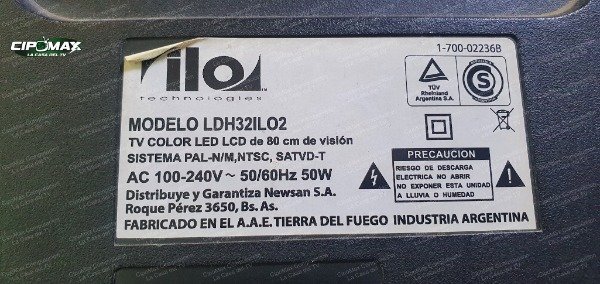 CIPOMAX
LA CASA DEL TV
ilo
technologies
1-700-02236B
TÜV
Rheinland
Argentina S.A.
S
MODELO LDH32ILO2
TV COLOR LED LCD de 80 cm de visión
SISTEMA PAL-N/M,NTSC, SATVD-T
AC 100-240V ~ 50/60Hz 50W
Distribuye y Garantiza Newsan S.A.
Roque Pérez 3650, Bs. As.
FABRICADO EN EL A.A.E. TIERRA DEL FUEGO INDUSTRIA ARGENTINA
PRECAUCION
RIESGO DE DESCARGA
ELECTRICA NO ABRIR
NO EXPONER ESTA UNIDAD
A LLUVIA O HUMEDAD